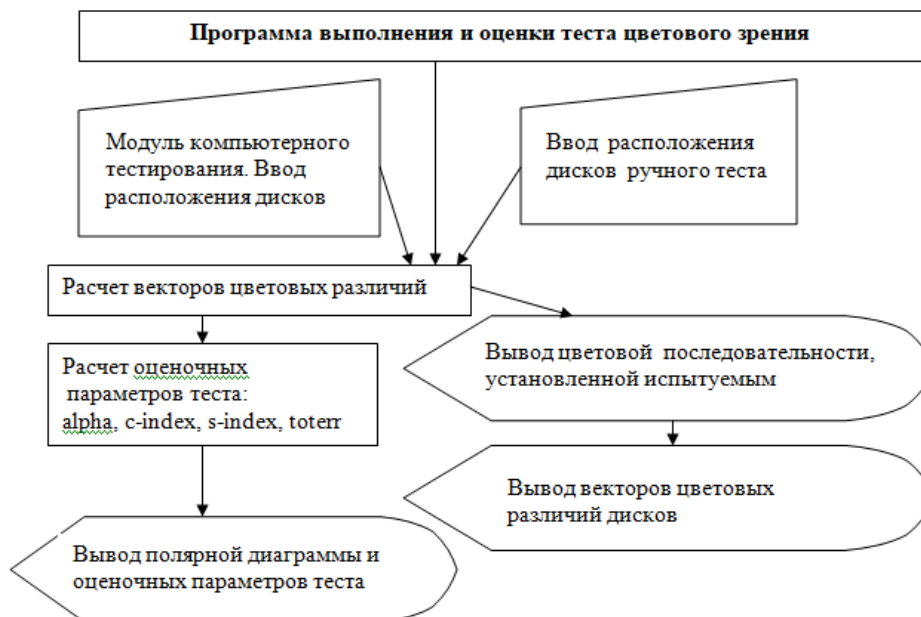 Программа выполнения и оценки теста цветового зрения
Модуль компьютерного
тестирования. Ввод
расположения дисков
Ввод расположения
дисков ручного теста
Расчет векторов цветовых различий
Расчет оценочных
параметров теста:
alpha, c-index, s-index, toterr
Вывод цветовой последовательности,
установленной испытуемым
Вывод векторов цветовых
различий дисков
Вывод полярной диаграммы и
оценочных параметров теста